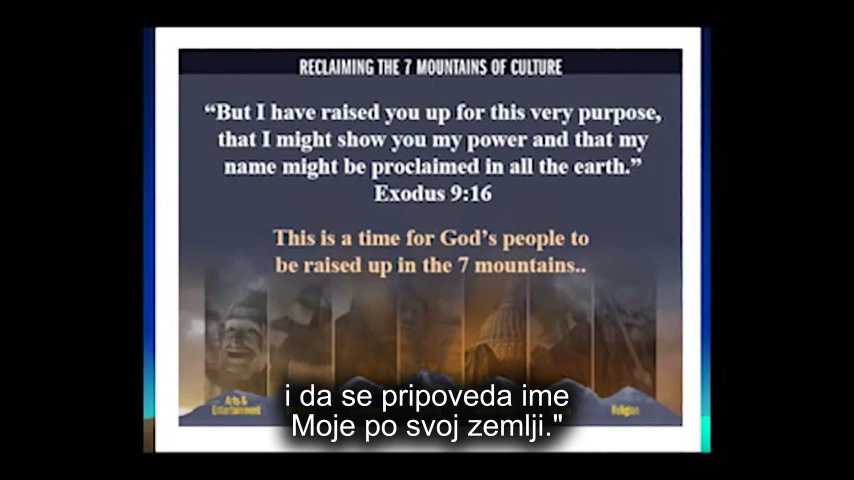 RECLAIMING THE 7 MOUNTAINS OF CULTURE
“But I have raised you up for this very purpose,
that I might show you my power and that my
name might be proclaimed in all the earth.”
Exodus 9:16
This is a time for God’s people to
be raised up in the 7 mountains..
Arts &
Entertainment
Religion
i da se pripoveda ime
Moje po svoj zemlji."